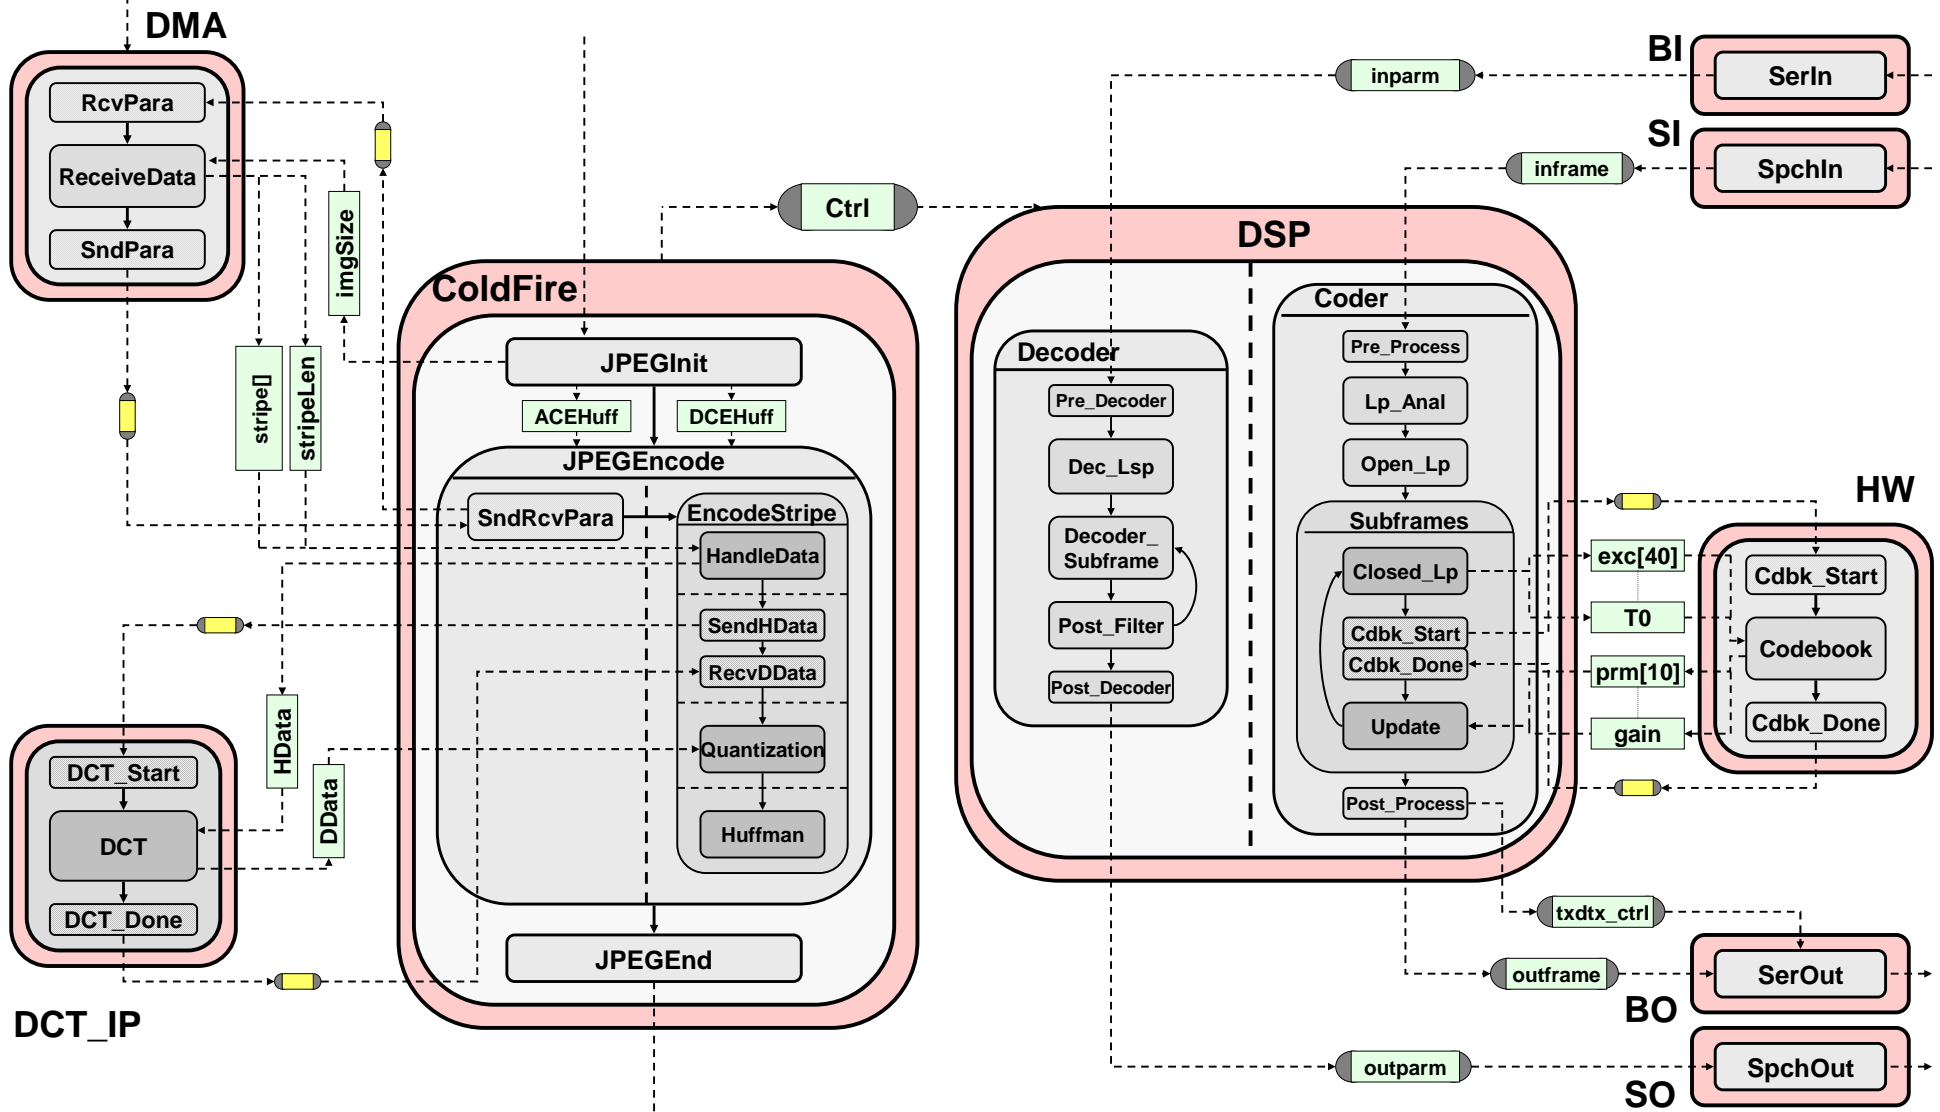 DMA
RcvPara
ReceiveData
SndPara
imgSize
stripe[]
stripeLen
HData
DData
DCT_Start
DCT
DCT_Done
DCT_IP
Ctrl
ColdFire
JPEGInit
ACEHuff
DCEHuff
JPEGEncode
SndRcvPara
EncodeStripe
HandleData
SendHData
RecvDData
Quantization
Huffman
JPEGEnd
DSP
Decoder
Pre_Decoder
Dec_Lsp
Decoder_
Subframe
Post_Filter
Post_Decoder
Coder
Pre_Process
Lp_Anal
Open_Lp
Subframes
Closed_Lp
Cdbk_Start
Cdbk_Done
Update
Post_Process
inparm
inframe
BI
SerIn
SI
SpchIn
HW
exc[40]
T0
prm[10]
gain
Cdbk_Start
Codebook
Cdbk_Done
txdtx_ctrl
outframe
outparm
SerOut
BO
SpchOut
SO